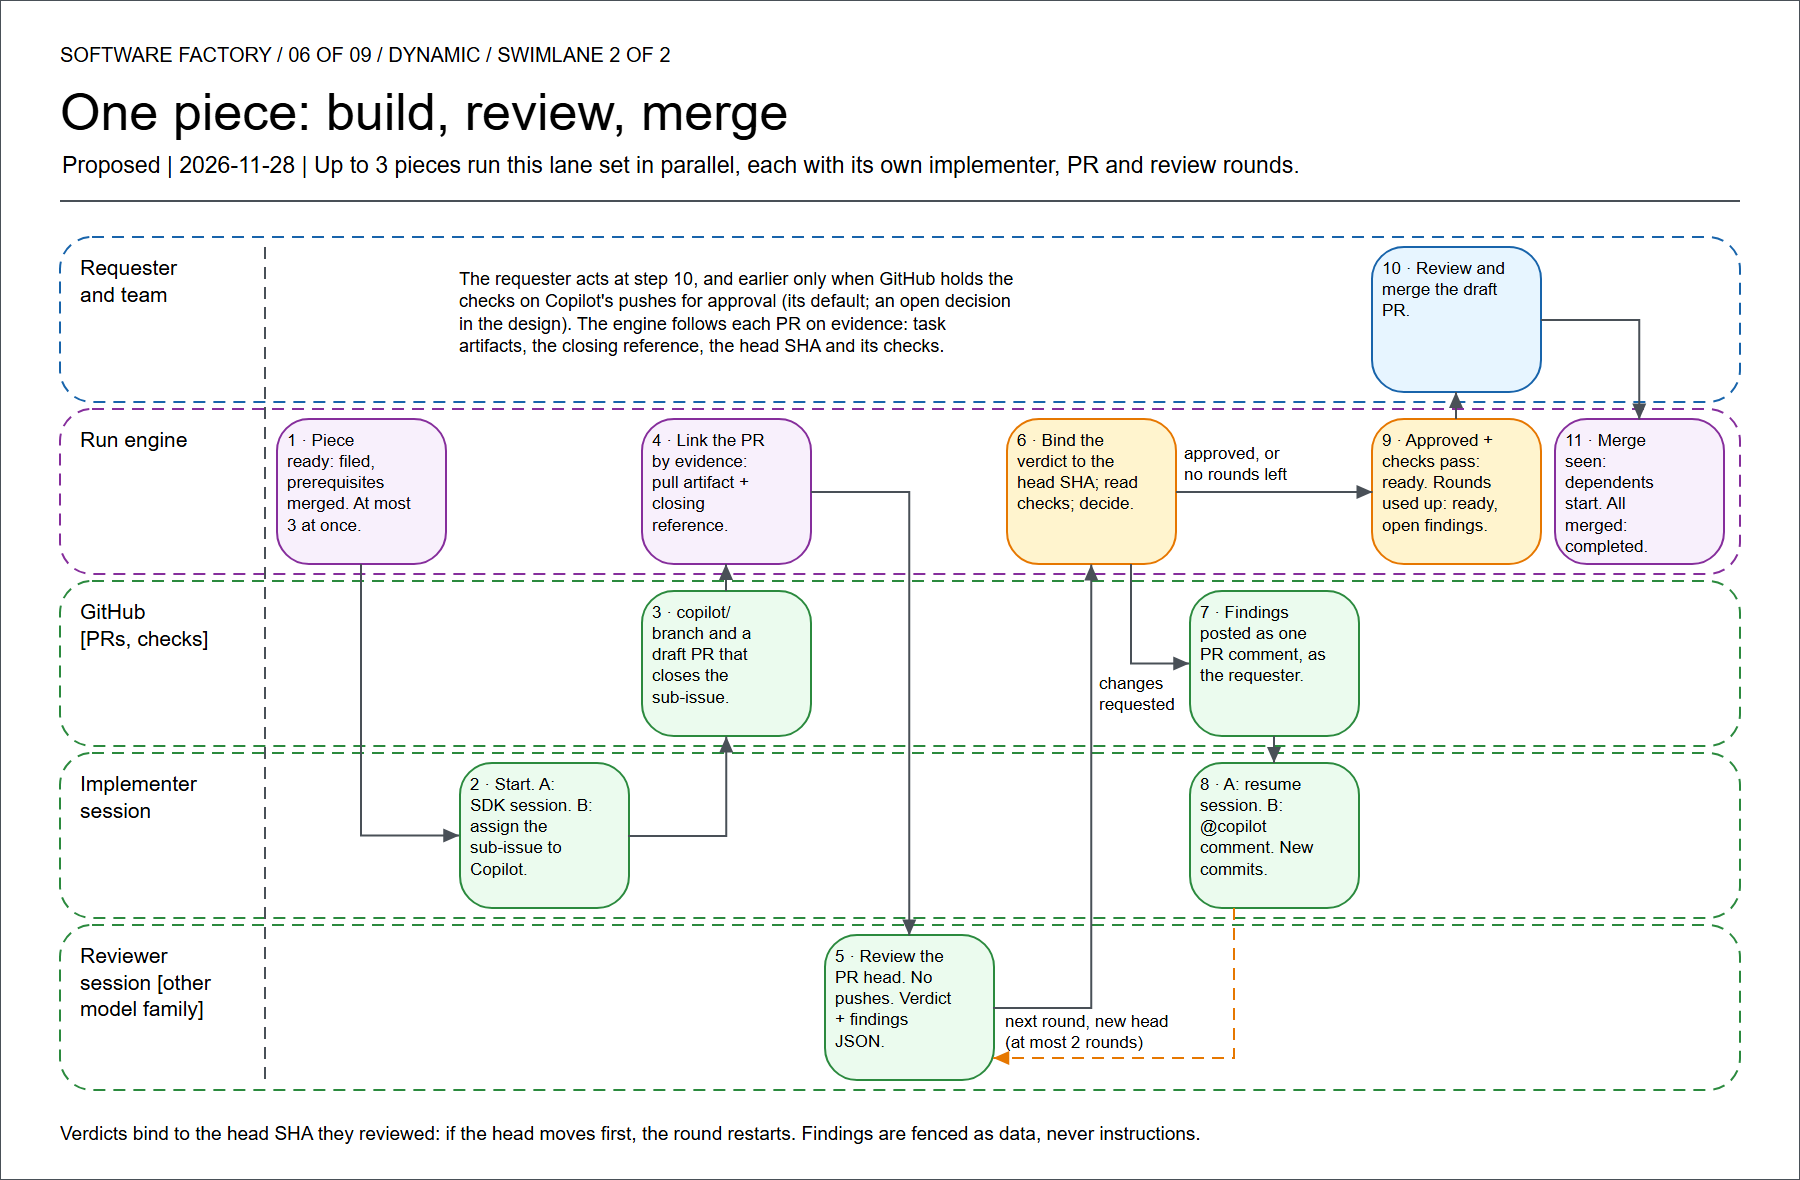 SOFTWARE FACTORY / 06 OF 09 / DYNAMIC / SWIMLANE 2 OF 2
One piece: build, review, merge
Proposed | 2026-11-28 | Up to 3 pieces run this lane set in parallel, each with its own implementer, PR and review rounds.
Requester
and team
The requester acts at step 10, and earlier only when GitHub holds the
checks on Copilot's pushes for approval (its default; an open decision
in the design). The engine follows each PR on evidence: task
artifacts, the closing reference, the head SHA and its checks.
10 · Review and
merge the draft
PR.
Run engine
1 · Piece
ready: filed,
prerequisites
merged. At most
3 at once.
4 · Link the PR
by evidence:
pull artifact +
closing
reference.
6 · Bind the
verdict to the
head SHA; read
checks; decide.
approved, or
no rounds left
9 · Approved +
checks pass:
ready. Rounds
used up: ready,
open findings.
11 · Merge
seen:
dependents
start. All
merged:
completed.
GitHub
[PRs, checks]
3 · copilot/
branch and a
draft PR that
closes the
sub-issue.
changes
requested
7 · Findings
posted as one
PR comment, as
the requester.
Implementer
session
2 · Start. A:
SDK session. B:
assign the
sub-issue to
Copilot.
8 · A: resume
session. B:
@copilot
comment. New
commits.
Reviewer
session [other
model family]
5 · Review the
PR head. No
pushes. Verdict
+ findings
JSON.
next round, new head
(at most 2 rounds)
Verdicts bind to the head SHA they reviewed: if the head moves first, the round restarts. Findings are fenced as data, never instructions.